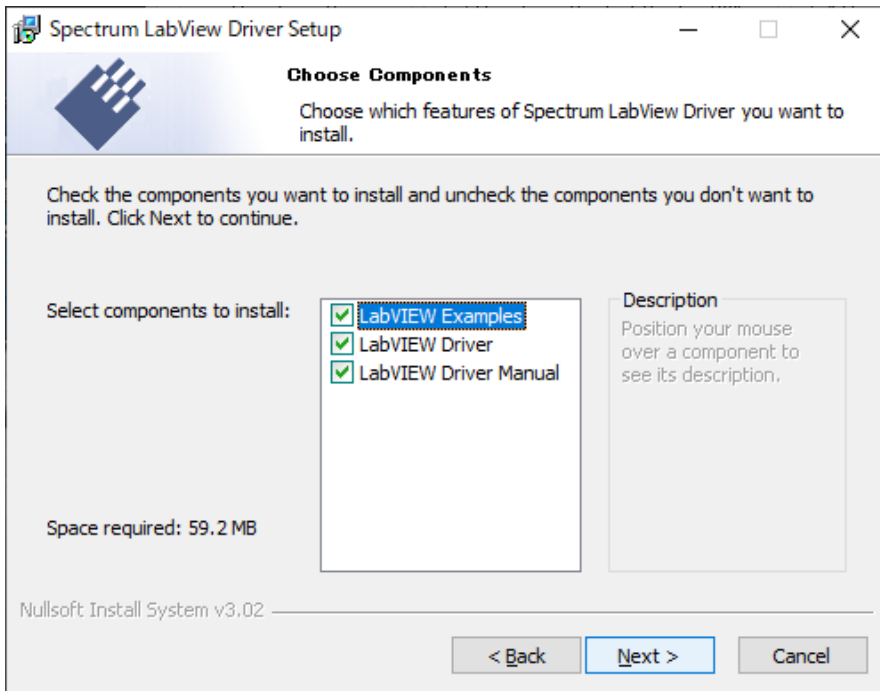 Spectrum LabView Driver Setup
Choose Components
Choose which features of Spectrum LabView Driver you want to
install.
Check the components you want to install and uncheck the components you don't want to
install. Click Next to continue.
Select components to install:
LabVIEW Examples
LabVIEW Driver
LabVIEW Driver Manual
Description
Position your mouse
over a component to
see its description.
Space required: 59.2 MB
Nullsoft Install System v3.02
< Back
Next >
Cancel